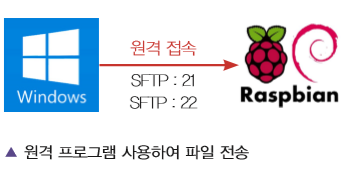 원격 접속
SFTP : 21
SFTP : 22
Windows
Raspbian
▲ 원격 프로그램 사용하여 파일 전송